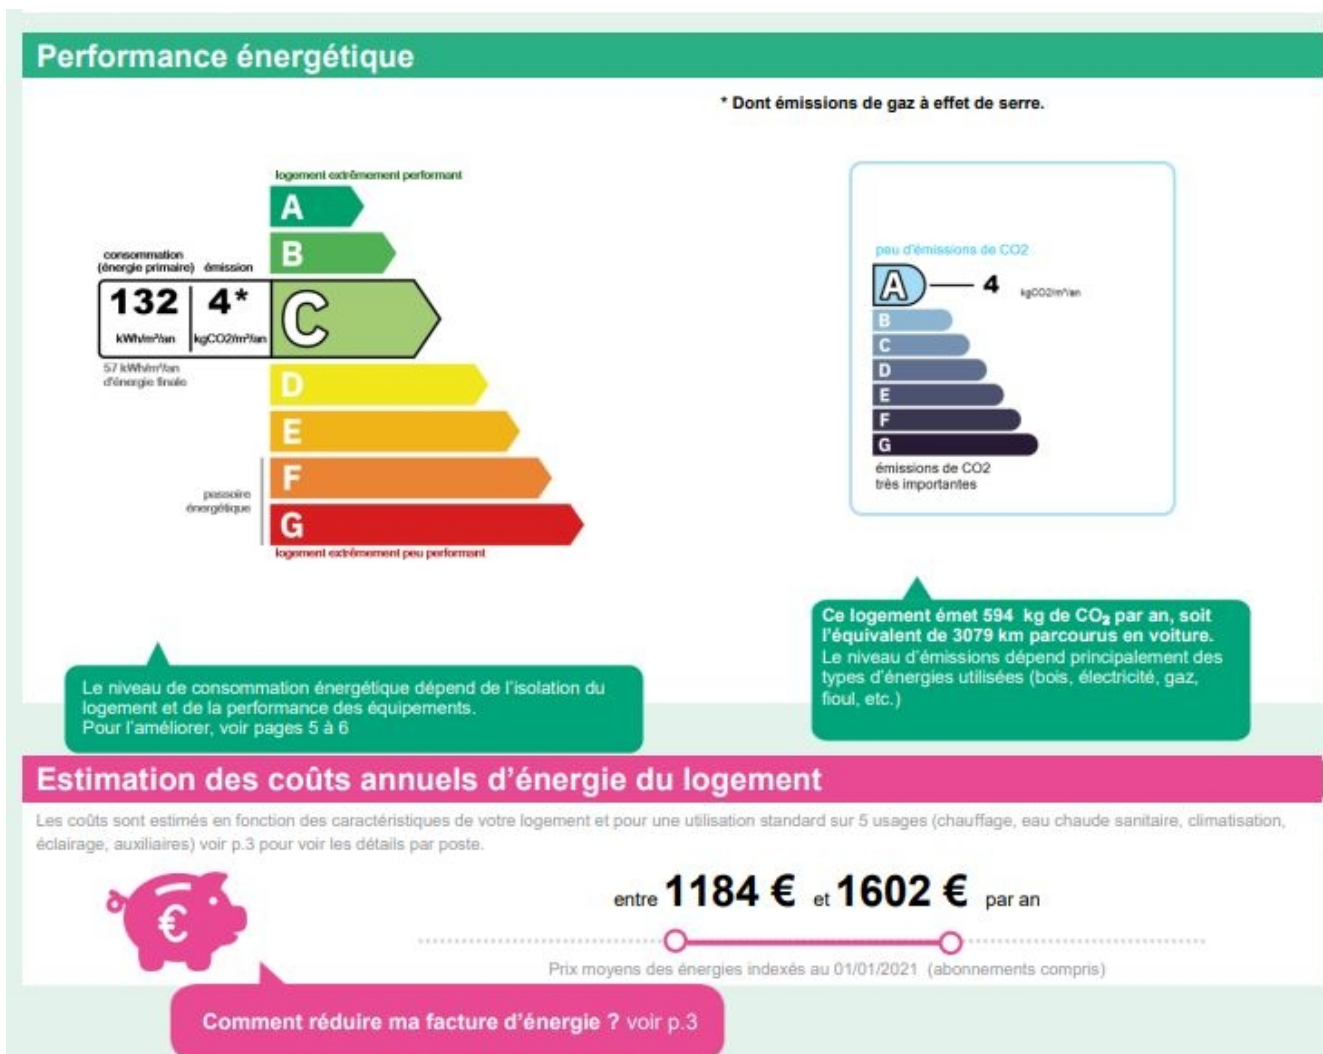 Performance énergétique
* Dont émissions de gaz à effet de serre.
logement extrêmement performant
A
B
consommation
(énergie primaire) émission
132 4*
kWh/m²/an kgCO2/m²/an
C
57 kWh/m²/an
d'énergie finale
D
E
F
passoire
énergétique
G
logement extrêmement peu performant
peu d'émissions de CO2
A 4 kgCO2/m²/an
B
C
D
E
F
G
émissions de CO2
très importantes
Le niveau de consommation énergétique dépend de l'isolation du
logement et de la performance des équipements.
Pour l'améliorer, voir pages 5 à 6
Ce logement émet 594 kg de CO₂ par an, soit
l'équivalent de 3079 km parcourus en voiture.
Le niveau d'émissions dépend principalement des
types d'énergies utilisées (bois, électricité, gaz,
fioul, etc.)
Estimation des coûts annuels d'énergie du logement
Les coûts sont estimés en fonction des caractéristiques de votre logement et pour une utilisation standard sur 5 usages (chauffage, eau chaude sanitaire, climatisation,
éclairage, auxiliaires) voir p.3 pour voir les détails par poste.
€
entre 1184 € et 1602 € par an
Prix moyens des énergies indexés au 01/01/2021 (abonnements compris)
Comment réduire ma facture d'énergie ? voir p.3